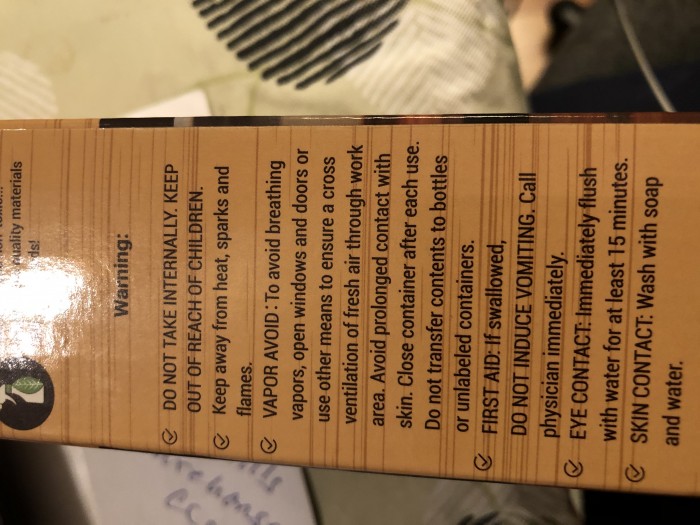 quality materials
Warning:
DO NOT TAKE INTERNALLY. KEEP
OUT OF REACH OF CHILDREN.
Keep away from heat, sparks and
flames.
VAPOR AVOID : To avoid breathing
vapors, open windows and doors or
use other means to ensure a cross
ventilation of fresh air through work
area. Avoid prolonged contact with
skin. Close container after each use.
Do not transfer contents to bottles
or unlabeled containers.
FIRST AID: If swallowed,
DO NOT INDUCE VOMITING. Call
physician immediately.
EYE CONTACT: Immediately flush
with water for at least 15 minutes.
SKIN CONTACT: Wash with soap
and water.